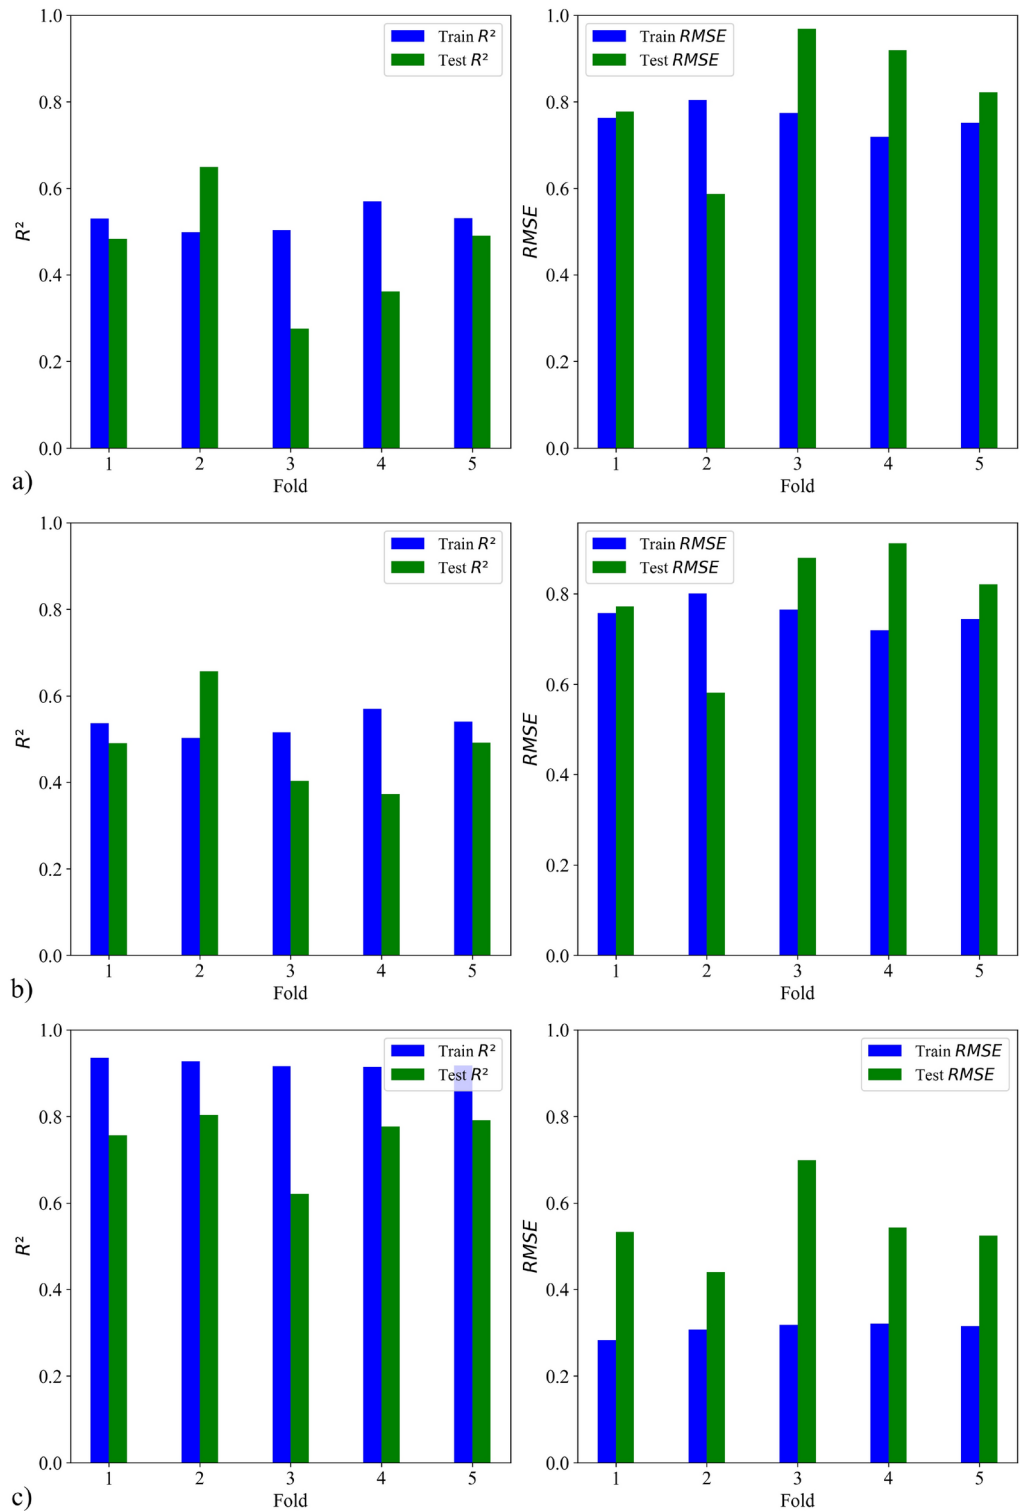 1.0
0.8
0.6
0.4
0.2
0.0
R²
Train R²
Test R²
1 2 3 4 5
Fold
1.0
0.8
0.6
0.4
0.2
0.0
RMSE
Train RMSE
Test RMSE
1 2 3 4 5
Fold
a)
1.0
0.8
0.6
0.4
0.2
0.0
R²
Train R²
Test R²
1 2 3 4 5
Fold
0.8
0.6
0.4
0.2
0.0
RMSE
Train RMSE
Test RMSE
1 2 3 4 5
Fold
b)
1.0
0.8
0.6
0.4
0.2
0.0
R²
Train R²
Test R²
1 2 3 4 5
Fold
1.0
0.8
0.6
0.4
0.2
0.0
RMSE
Train RMSE
Test RMSE
1 2 3 4 5
Fold
c)